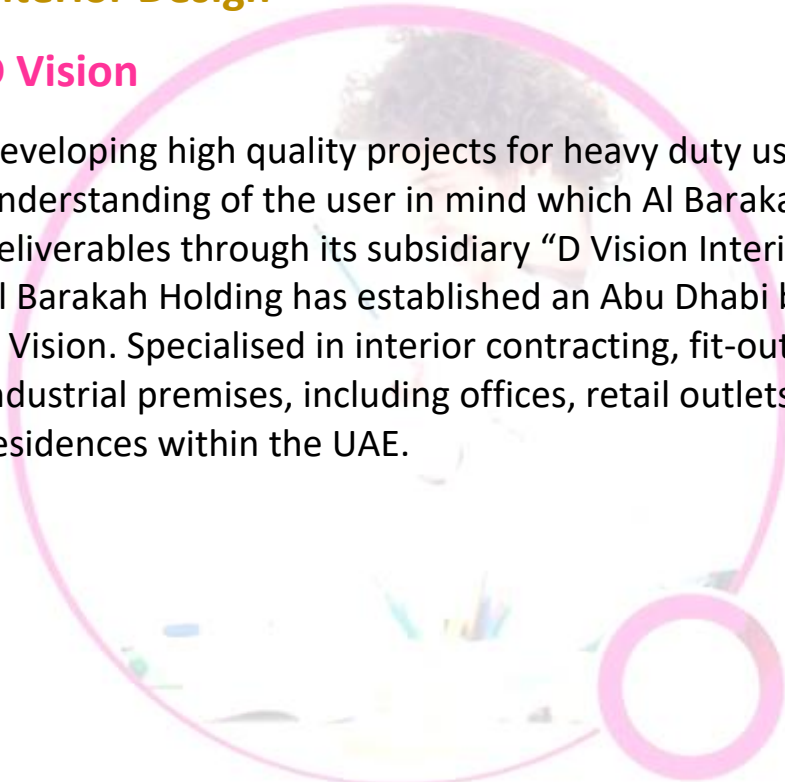 nterior Design
D Vision
eveloping high quality projects for heavy duty us
nderstanding of the user in mind which Al Baraka
eliverables through its subsidiary “D Vision Interi
l Barakah Holding has established an Abu Dhabi b
Vision. Specialised in interior contracting, fit-out
ndustrial premises, including offices, retail outlets
esidences within the UAE.